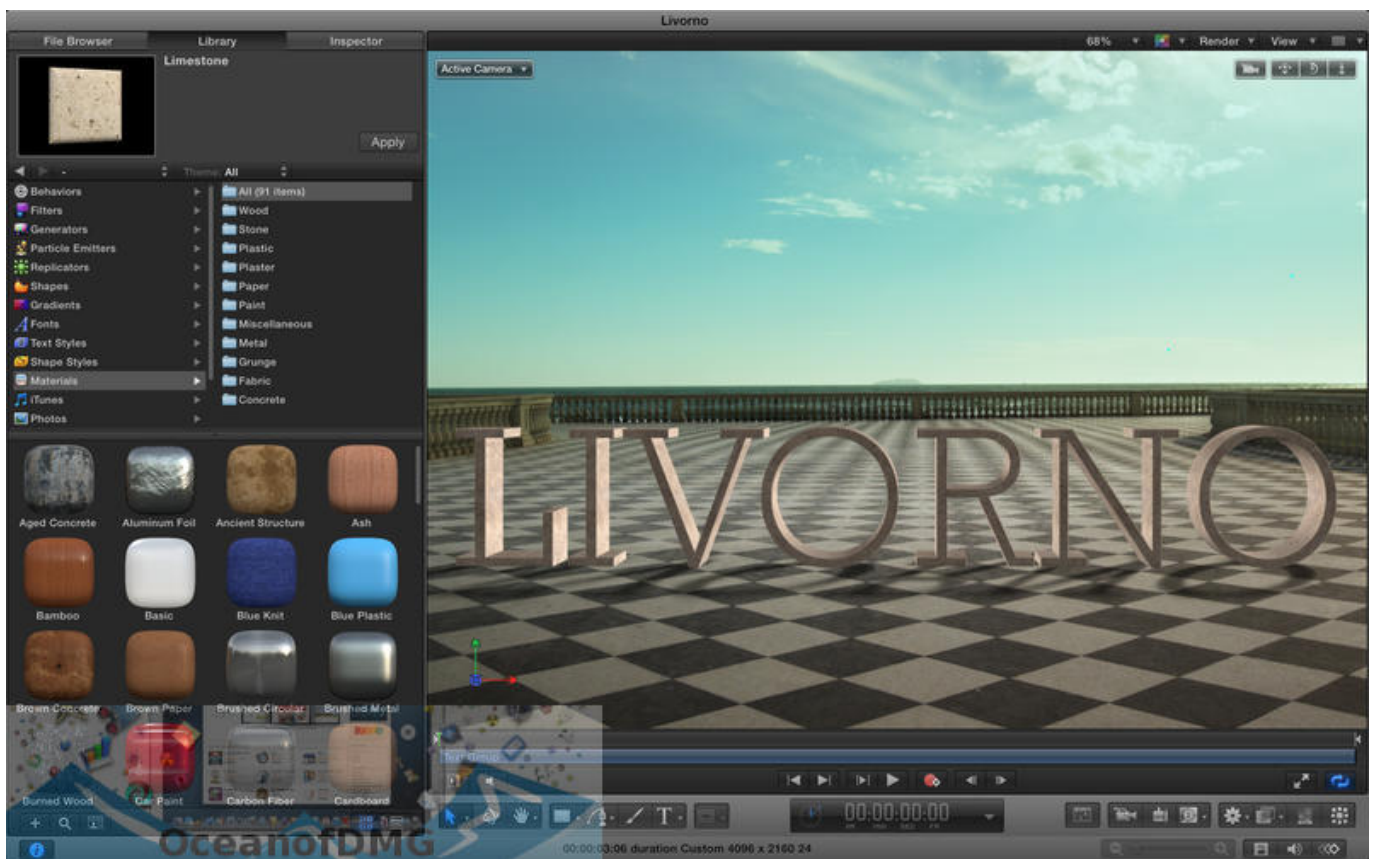 Livorno
File Browser
Library
Inspector
68%
Render
View
Limestone
Active Camera
Apply
Theme: All
Behaviors
Filters
Generators
Particle Emitters
Replicators
Shapes
Gradients
Fonts
Text Styles
Shape Styles
Materials
iTunes
Photos
All (91 items)
Wood
Stone
Plastic
Plaster
Paper
Paint
Miscellaneous
Metal
Grunge
Fabric
Concrete
LIVORNO
Aged Concrete
Aluminum Foil
Ancient Structure
Ash
Bamboo
Basic
Blue Knit
Blue Plastic
Brown Concrete
Brown Paper
Brushed Circular
Brushed Metal
Text Group
Burned Wood
Car Paint
Carbon Fiber
Cardboard
T
00:00:00:00
OceanofDMG
00:00:03:06 duration Custom 4096 x 2160 24